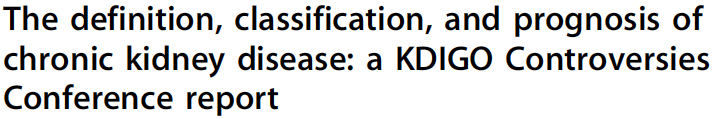 The definition, classification, and prognosis of
chronic kidney disease: a KDIGO Controversies
Conference report